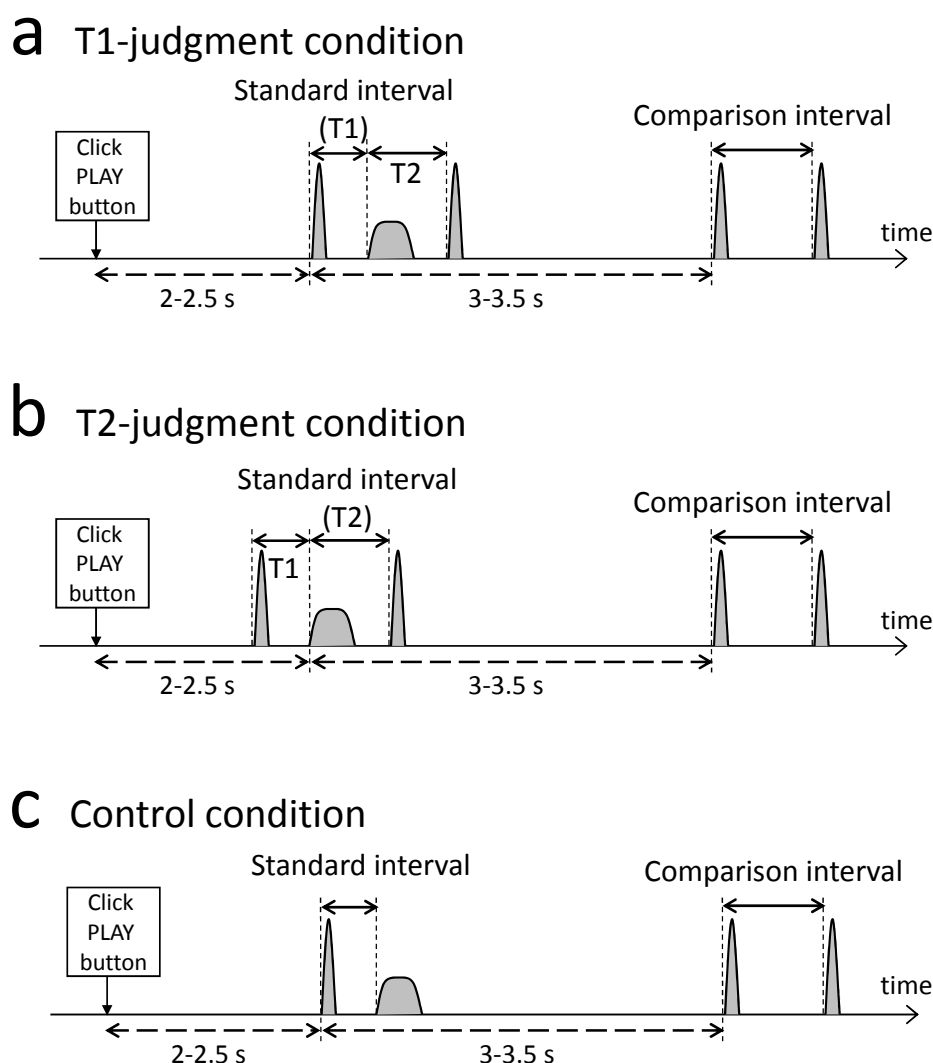 a T1-judgment condition
Standard interval
(T1)
Comparison interval
Click
PLAY
button
T2
time
2-2.5 s
3-3.5 s
b T2-judgment condition
Standard interval
(T2)
Comparison interval
Click
PLAY
button
T1
time
2-2.5 s
3-3.5 s
c Control condition
Standard interval
Comparison interval
Click
PLAY
button
time
2-2.5 s
3-3.5 s